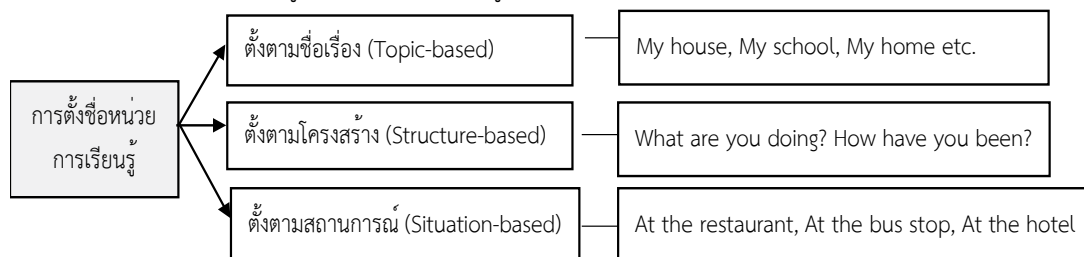 ตั้งตามชื่อเรื่อง (Topic-based)
My house, My school, My home etc.
การตั้งชื่อหน่วย
การเรียนรู้
ตั้งตามโครงสร้าง (Structure-based)
What are you doing? How have you been?
ตั้งตามสถานการณ์ (Situation-based)
At the restaurant, At the bus stop, At the hotel